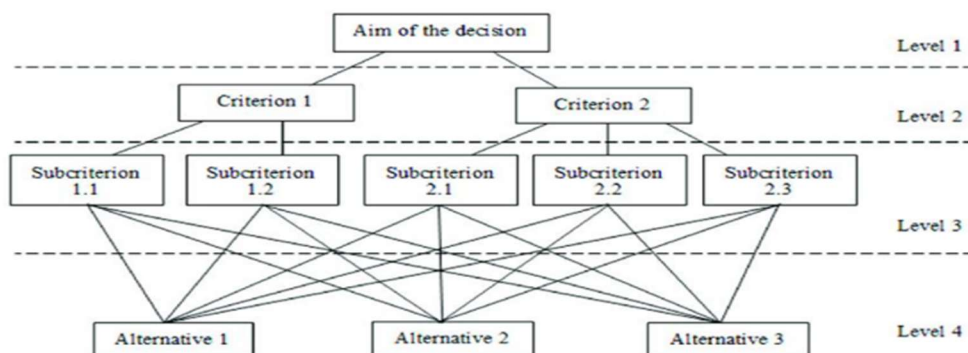 Aim of the decision
Level 1
Criterion 1
Criterion 2
Level 2
Subcriterion
1.1
Subcriterion
1.2
Subcriterion
2.1
Subcriterion
2.2
Subcriterion
2.3
Level 3
Alternative 1
Alternative 2
Alternative 3
Level 4